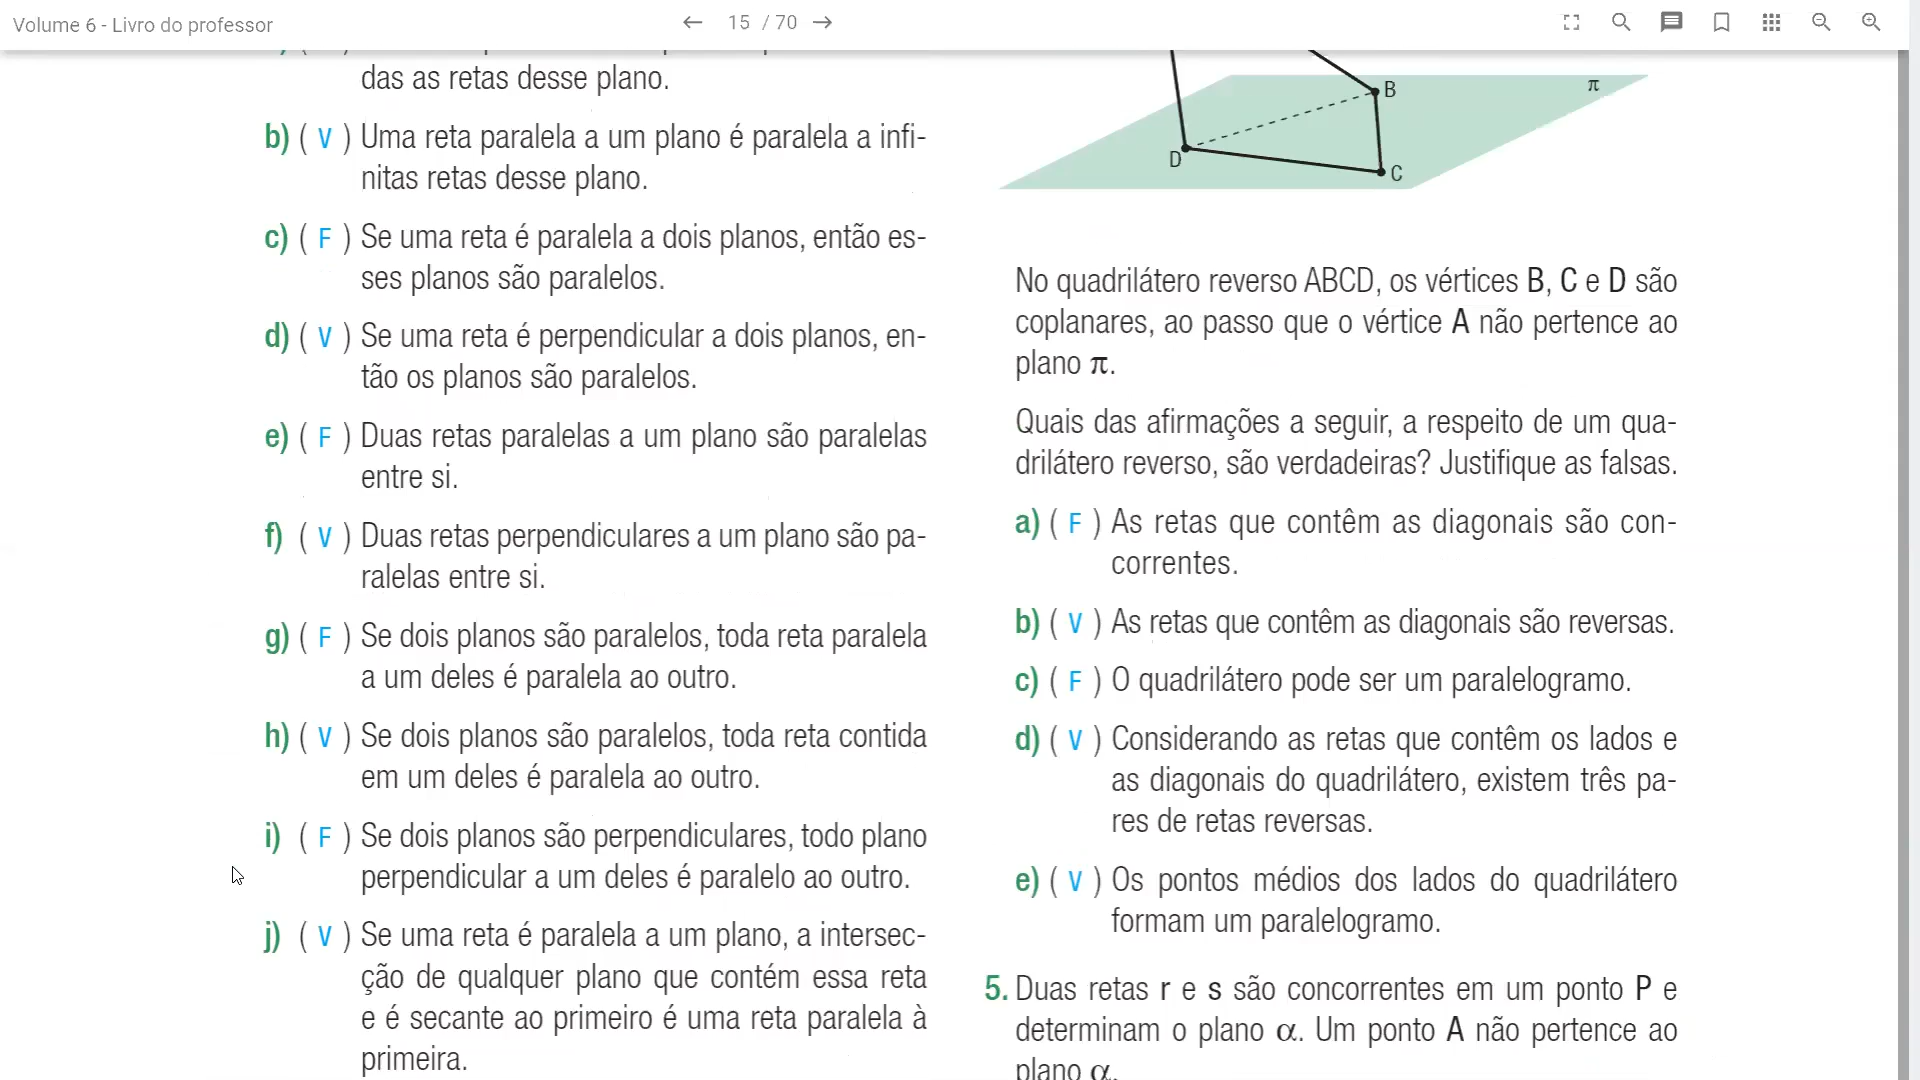 Volume 6 - Livro do professor
15 / 70
das as retas desse plano.
b) ( V ) Uma reta paralela a um plano é paralela a infi-
nitas retas desse plano.
c) ( F ) Se uma reta é paralela a dois planos, então es-
ses planos são paralelos.
d) ( V ) Se uma reta é perpendicular a dois planos, en-
tão os planos são paralelos.
e) ( F ) Duas retas paralelas a um plano são paralelas
entre si.
f) ( V ) Duas retas perpendiculares a um plano são pa-
ralelas entre si.
g) ( F ) Se dois planos são paralelos, toda reta paralela
a um deles é paralela ao outro.
h) ( V ) Se dois planos são paralelos, toda reta contida
em um deles é paralela ao outro.
i) ( F ) Se dois planos são perpendiculares, todo plano
perpendicular a um deles é paralelo ao outro.
j) ( V ) Se uma reta é paralela a um plano, a intersec-
ção de qualquer plano que contém essa reta
e é secante ao primeiro é uma reta paralela à
primeira.
B
π
D
C
No quadrilátero reverso ABCD, os vértices B, C e D são
coplanares, ao passo que o vértice A não pertence ao
plano π.
Quais das afirmações a seguir, a respeito de um qua-
drilátero reverso, são verdadeiras? Justifique as falsas.
a) ( F ) As retas que contêm as diagonais são con-
correntes.
b) ( V ) As retas que contêm as diagonais são reversas.
c) ( F ) O quadrilátero pode ser um paralelogramo.
d) ( V ) Considerando as retas que contêm os lados e
as diagonais do quadrilátero, existem três pa-
res de retas reversas.
e) ( V ) Os pontos médios dos lados do quadrilátero
formam um paralelogramo.
5. Duas retas r e s são concorrentes em um ponto P e
determinam o plano α. Um ponto A não pertence ao
plano α.